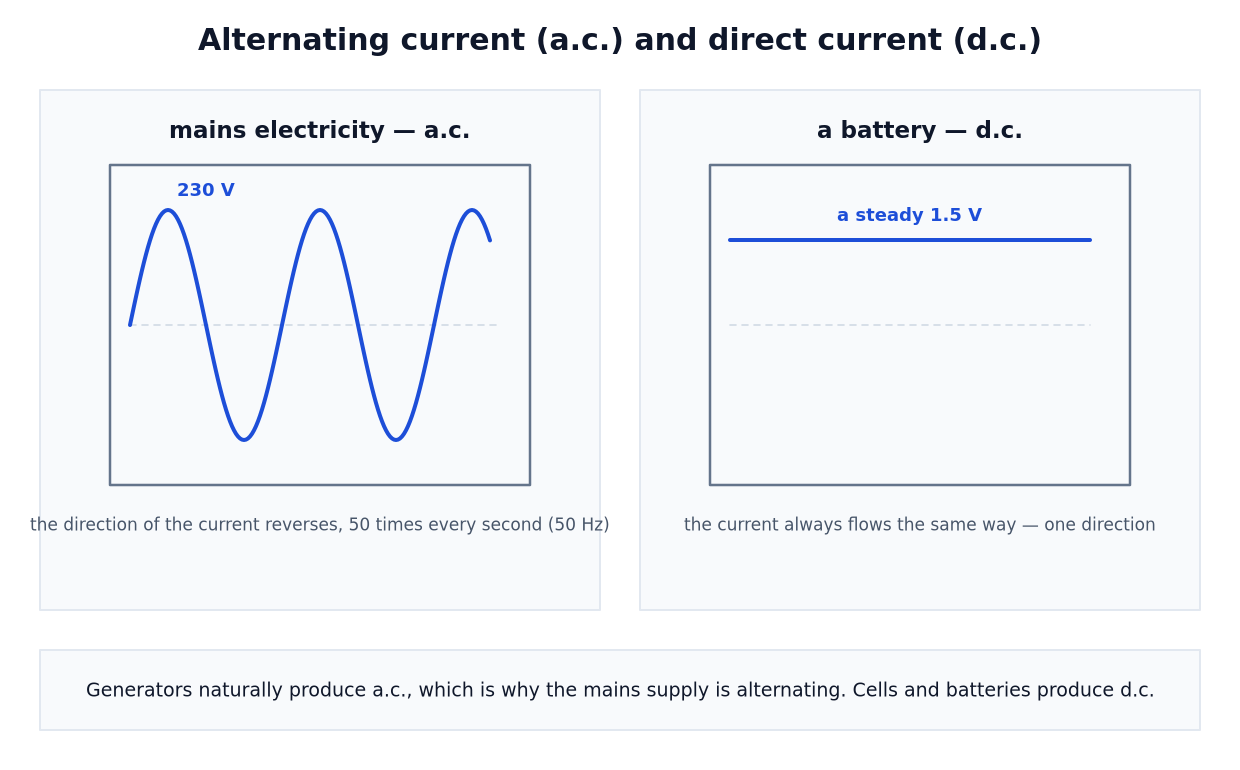 Alternating current (a.c.) and direct current (d.c.)
mains electricity — a.c.
230 V
the direction of the current reverses, 50 times every second (50 Hz)
a battery — d.c.
a steady 1.5 V
the current always flows the same way — one direction
Generators naturally produce a.c., which is why the mains supply is alternating. Cells and batteries produce d.c.